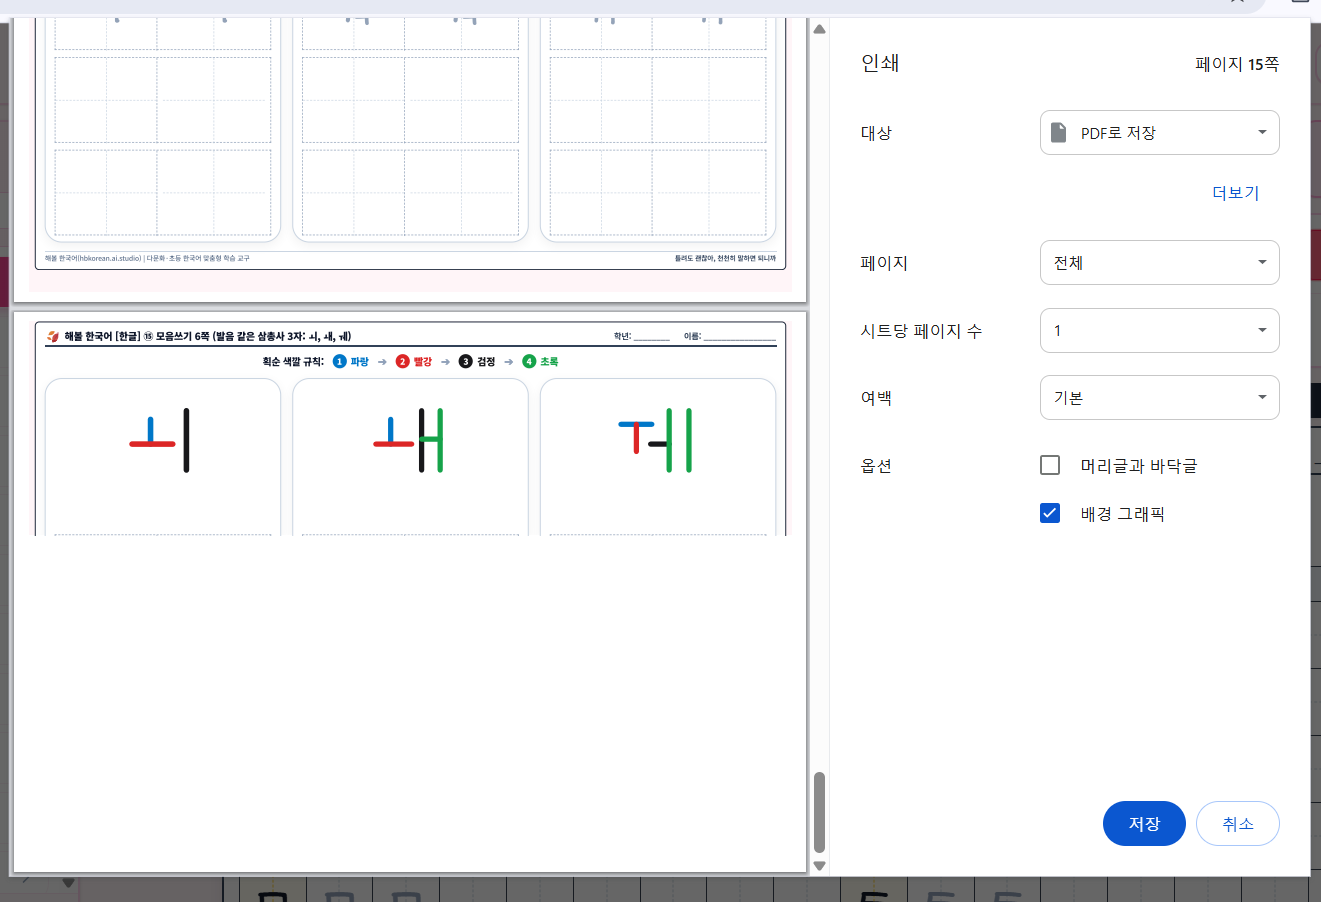 인쇄
페이지 15쪽
대상
PDF로 저장
더보기
페이지
전체
시트당 페이지 수
1
여백
기본
옵션
머리글과 바닥글
배경 그래픽
저장
취소
해봄 한국어(hbkorean.ai.studio) | 다문화·초등 한국어 맞춤형 학습 교구
틀려도 괜찮아, 천천히 말하면 되니까
해봄 한국어 [한글] ⑮ 모음쓰기 6쪽 (발음 같은 삼총사 3자: ㅚ, ㅙ, ㅞ)
학년: ________ 이름: ________________
획순 색깔 규칙: 1 파랑 → 2 빨강 → 3 검정 → 4 초록
ㅚ ㅙ ㅞ